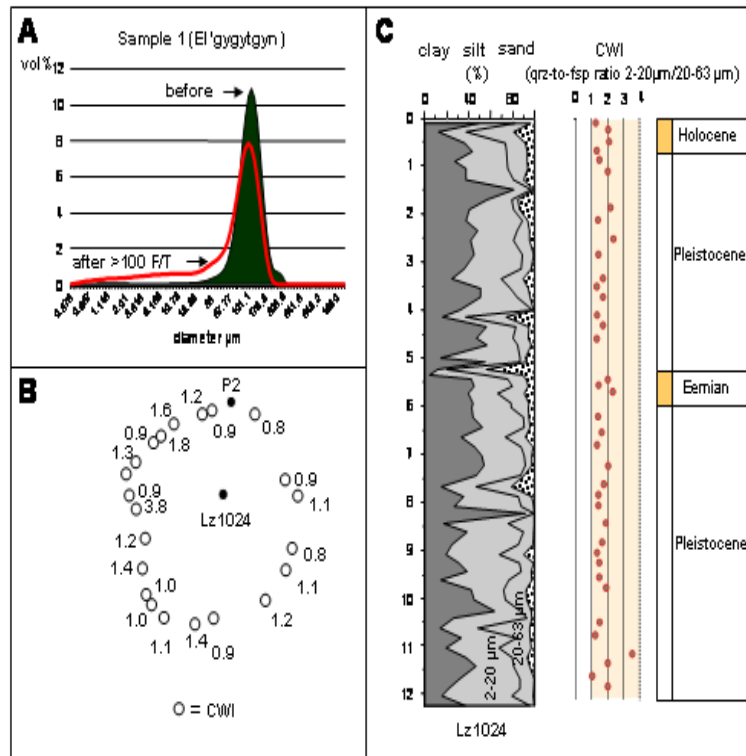 A
Sample 1 (El'gygytgyn)
vol%
12
10
8
6
4
2
0
before
after >100 F/T
diameter µm
B
P2
1.2
1.6
0.9
0.8
0.9
1.8
1.3
0.9
0.9
1.1
3.8
Lz1024
1.2
0.8
1.4
1.1
1.0
1.0
1.2
1.1
1.4
0.9
O = CWI
C
clay silt sand
(%)
CWI
(qrz-to-fsp ratio 2-20µm/20-63 µm)
0 40 80
0 1 2 3 4
0
1
2
3
4
5
6
7
8
9
10
11
12
Holocene
Pleistocene
Eemian
Pleistocene
2-20 µm
20-63 µm
Lz1024